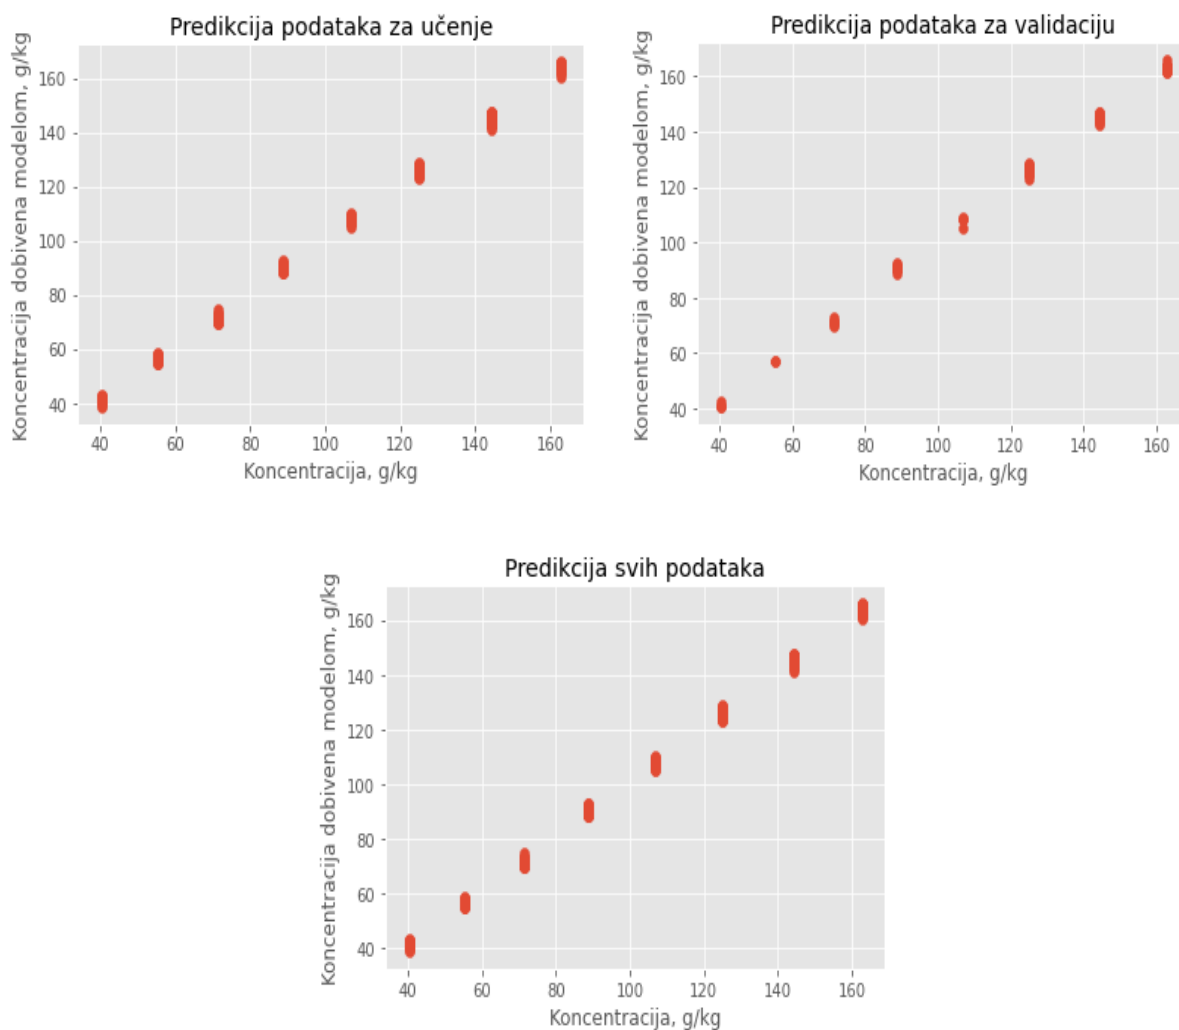 Predikcija podataka za učenje
Koncentracija dobivena modelom, g/kg
160
140
120
100
80
60
40
40 60 80 100 120 140 160
Koncentracija, g/kg
Predikcija podataka za validaciju
Koncentracija dobivena modelom, g/kg
160
140
120
100
80
60
40
40 60 80 100 120 140 160
Koncentracija, g/kg
Predikcija svih podataka
Koncentracija dobivena modelom, g/kg
160
140
120
100
80
60
40
40 60 80 100 120 140 160
Koncentracija, g/kg